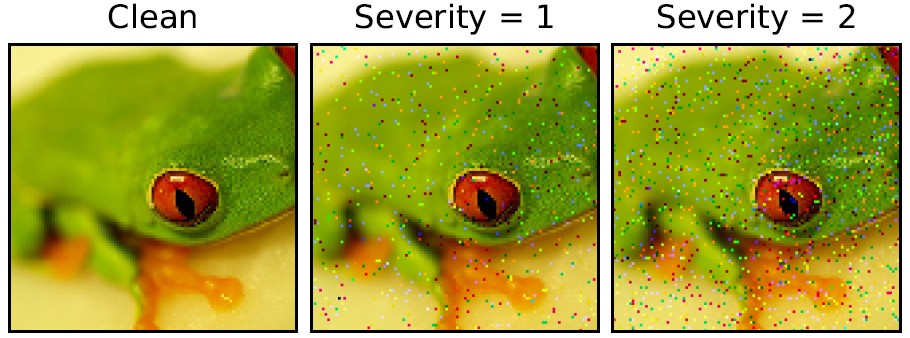 Clean
Severity = 1
Severity = 2